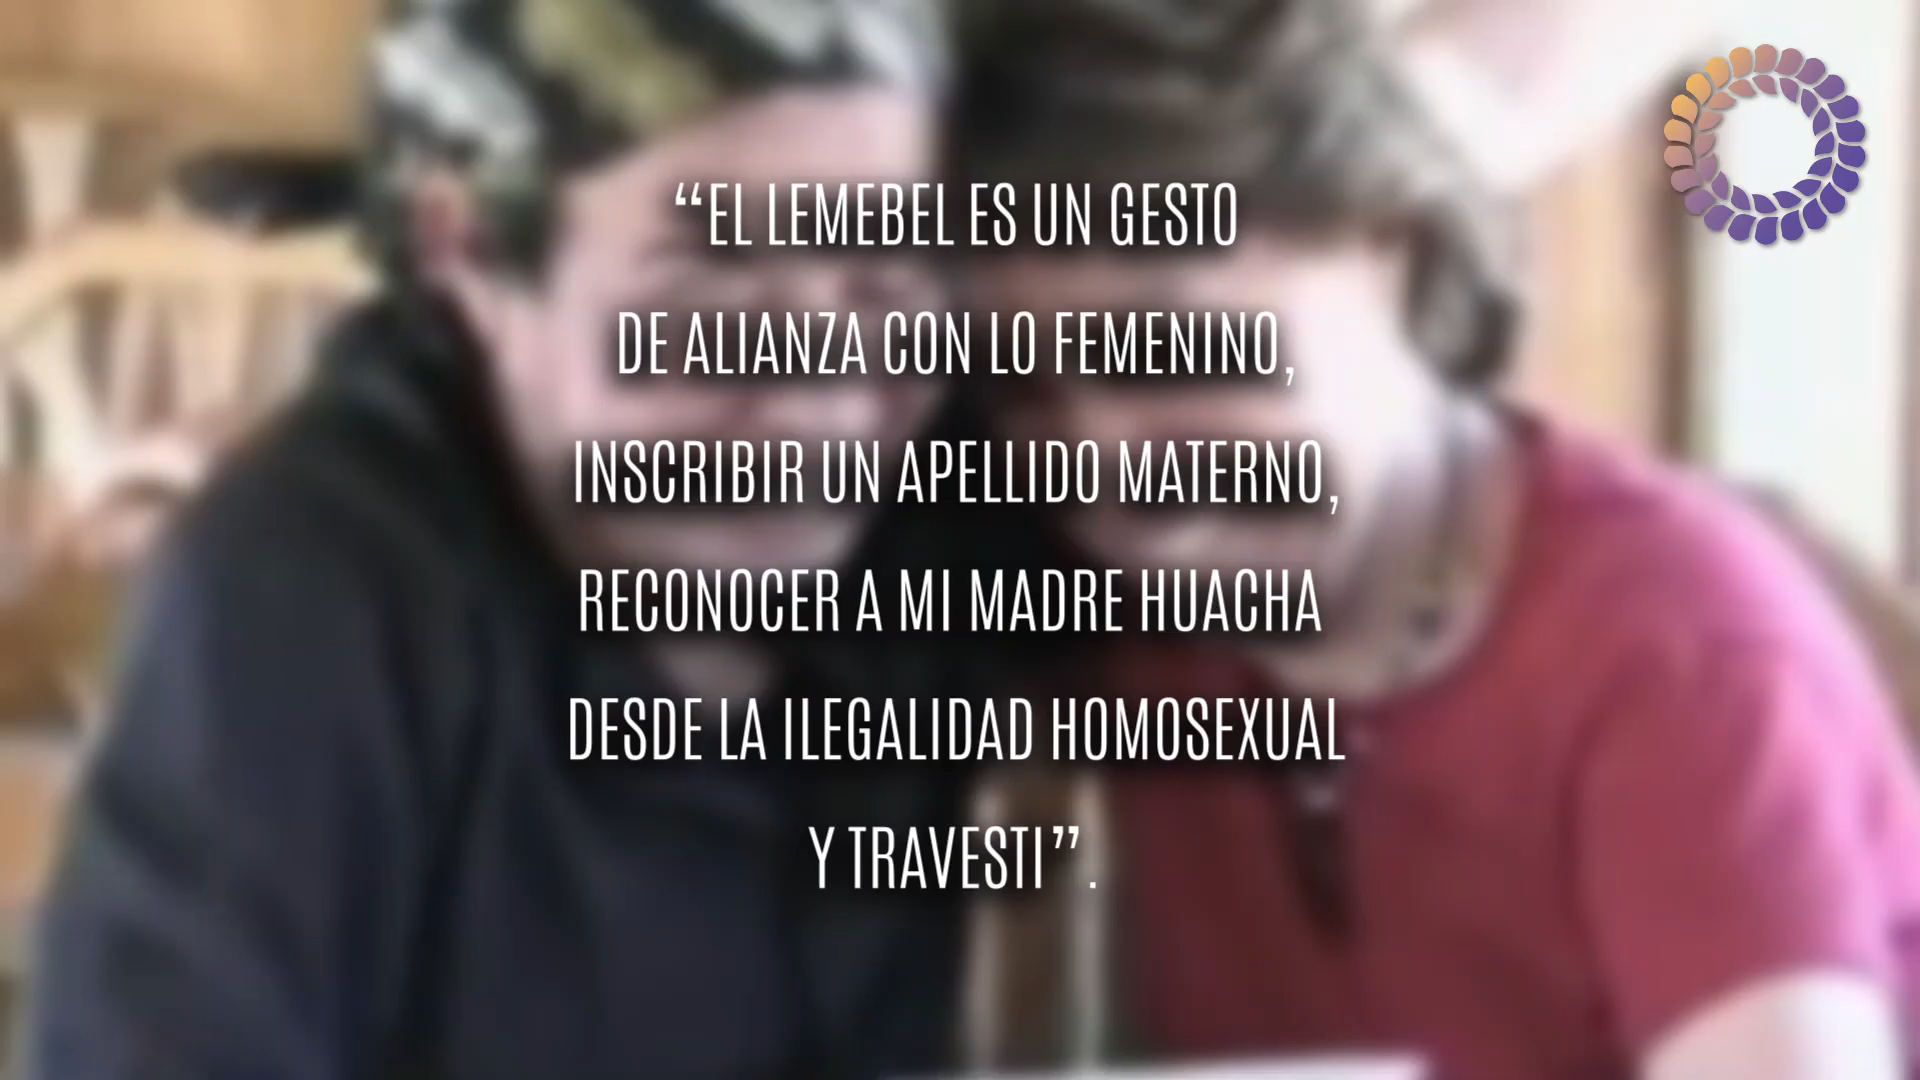 “EL LEMEBEL ES UN GESTO
DE ALIANZA CON LO FEMENINO,
INSCRIBIR UN APELLIDO MATERNO,
RECONOCER A MI MADRE HUACHA
DESDE LA ILEGALIDAD HOMOSEXUAL
Y TRAVESTI”.